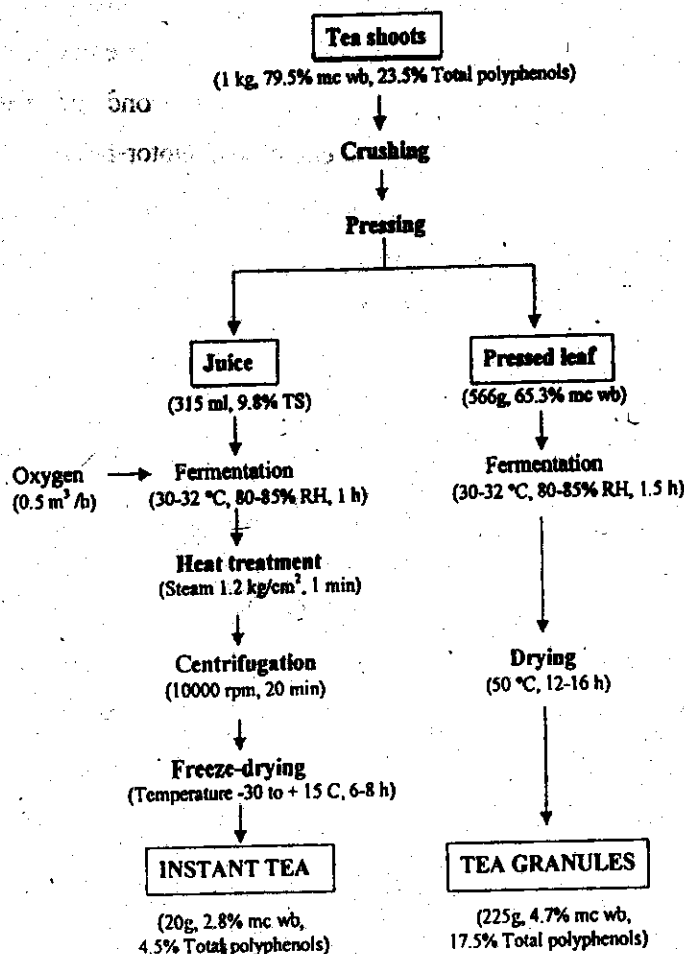 Tea shoots
(1 kg, 79.5% mc wb, 23.5% Total polyphenols)
Crushing
Pressing
Juice
(315 ml, 9.8% TS)
Pressed leaf
(566g, 65.3% mc wb)
Oxygen
(0.5 m³/h)
Fermentation
(30-32 °C, 80-85% RH, 1 h)
Fermentation
(30-32 °C, 80-85% RH, 1.5 h)
Heat treatment
(Steam 1.2 kg/cm², 1 min)
Centrifugation
(10000 rpm, 20 min)
Drying
(50 °C, 12-16 h)
Freeze-drying
(Temperature -30 to + 15 C, 6-8 h)
INSTANT TEA
(20g, 2.8% mc wb,
4.5% Total polyphenols)
TEA GRANULES
(225g, 4.7% mc wb,
17.5% Total polyphenols)